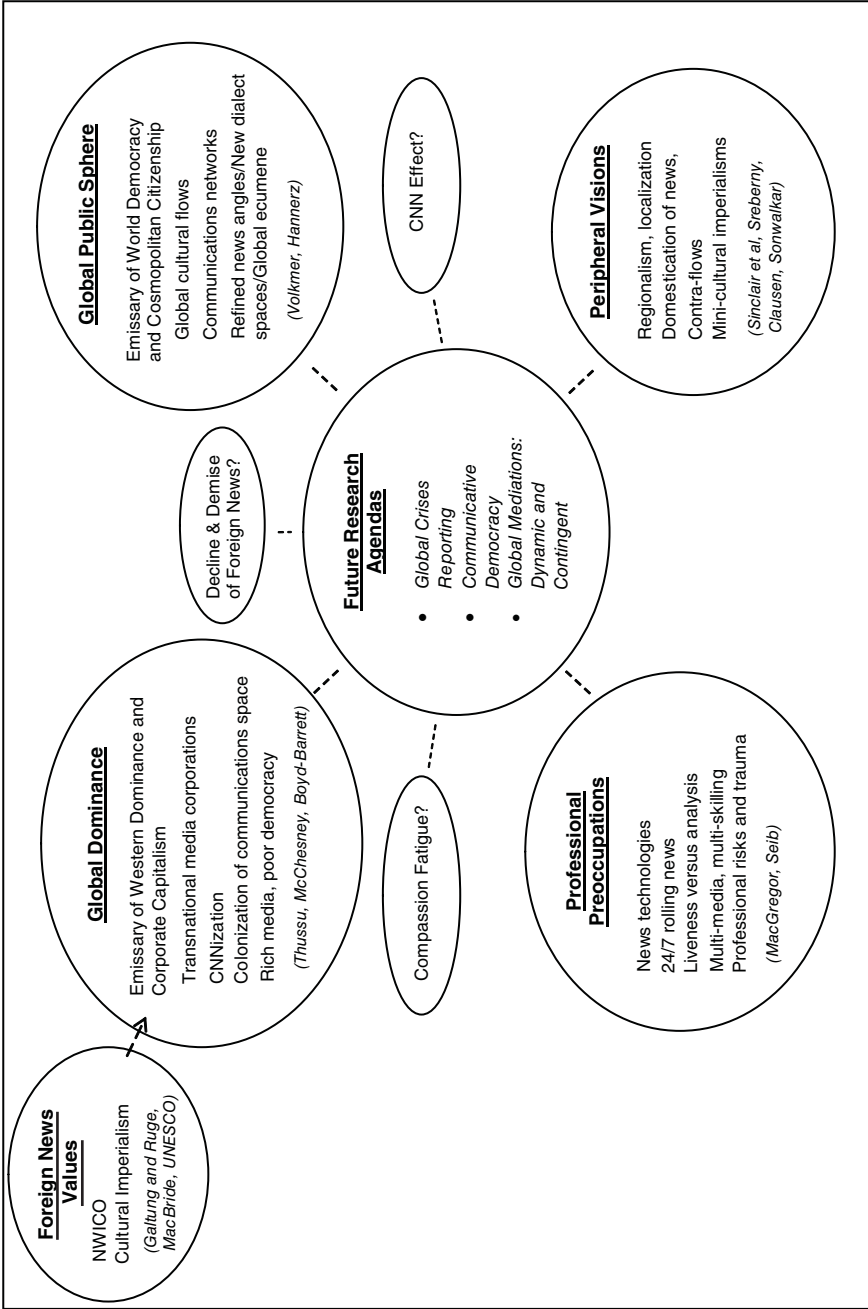 Foreign News
Values
NWICO
Cultural Imperialism
(Galtung and Ruge,
MacBride, UNESCO)
Global Dominance
Emissary of Western Dominance and
Corporate Capitalism
Transnational media corporations
CNNization
Colonization of communications space
Rich media, poor democracy
(Thussu, McChesney, Boyd-Barrett)
Decline & Demise
of Foreign News?
Global Public Sphere
Emissary of World Democracy
and Cosmopolitan Citizenship
Global cultural flows
Communications networks
Refined news angles/New dialect
spaces/Global ecumene
(Volkmer, Hannerz)
Compassion Fatigue?
Future Research
Agendas
• Global Crises
Reporting
• Communicative
Democracy
• Global Mediations:
Dynamic and
Contingent
CNN Effect?
Professional
Preoccupations
News technologies
24/7 rolling news
Liveness versus analysis
Multi-media, multi-skilling
Professional risks and trauma
(MacGregor, Seib)
Peripheral Visions
Regionalism, localization
Domestication of news,
Contra-flows
Mini-cultural imperialisms
(Sinclair et al, Sreberny,
Clausen, Sonwalkar)